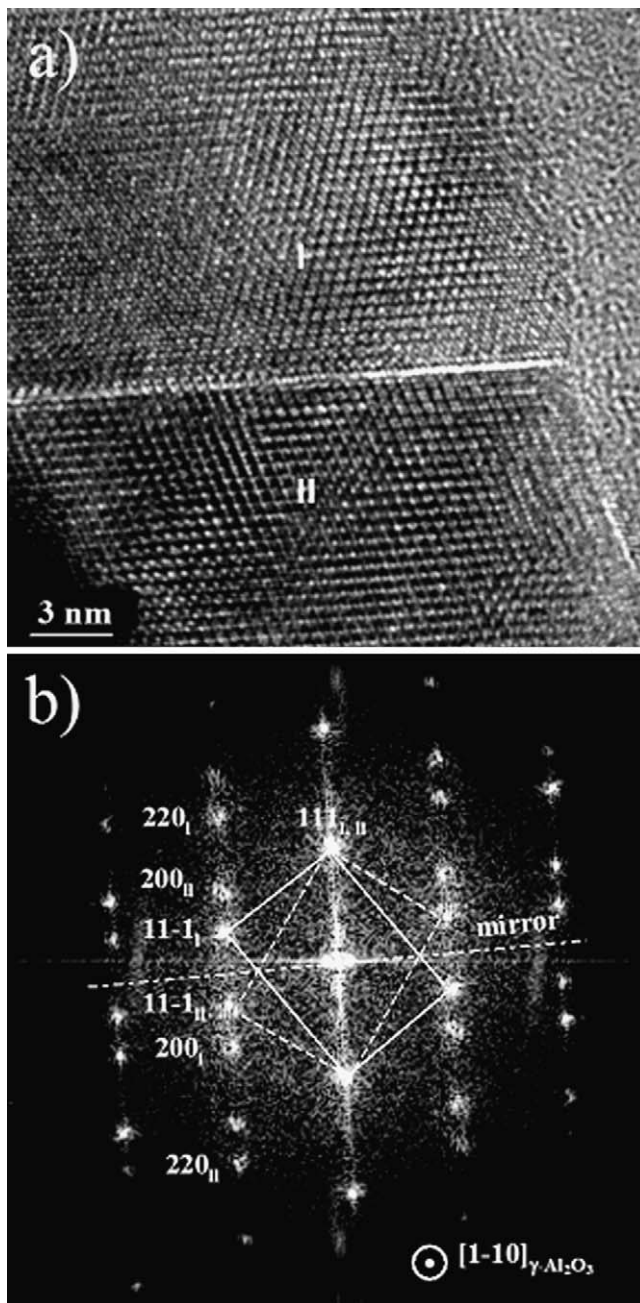 a)
I
II
3 nm
b)
220I
111I, II
200II
11-1I
mirror
11-1II
200I
220II
[1-10]γ-Al2O3